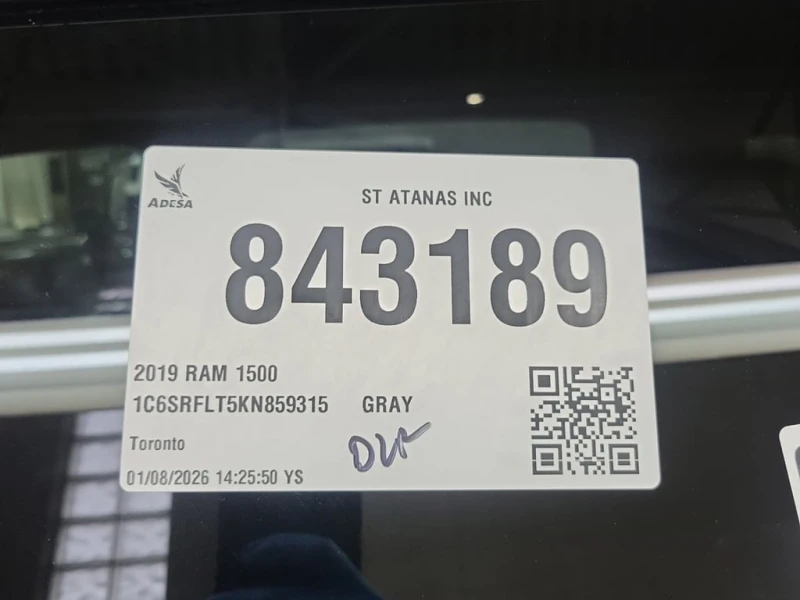 ADESA
ST ATANAS INC
843189
2019 RAM 1500
1C6SRFLT5KN859315 GRAY
Toronto
01/08/2026 14:25:50 YS